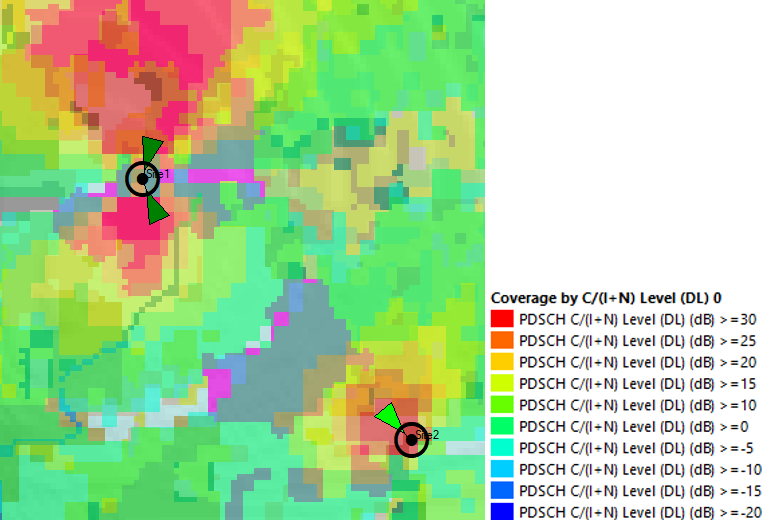 Site1
Site2
Coverage by C/(I+N) Level (DL) 0
PDSCH C/(I+N) Level (DL) (dB) >=30
PDSCH C/(I+N) Level (DL) (dB) >=25
PDSCH C/(I+N) Level (DL) (dB) >=20
PDSCH C/(I+N) Level (DL) (dB) >=15
PDSCH C/(I+N) Level (DL) (dB) >=10
PDSCH C/(I+N) Level (DL) (dB) >=0
PDSCH C/(I+N) Level (DL) (dB) >=-5
PDSCH C/(I+N) Level (DL) (dB) >=-10
PDSCH C/(I+N) Level (DL) (dB) >=-15
PDSCH C/(I+N) Level (DL) (dB) >=-20